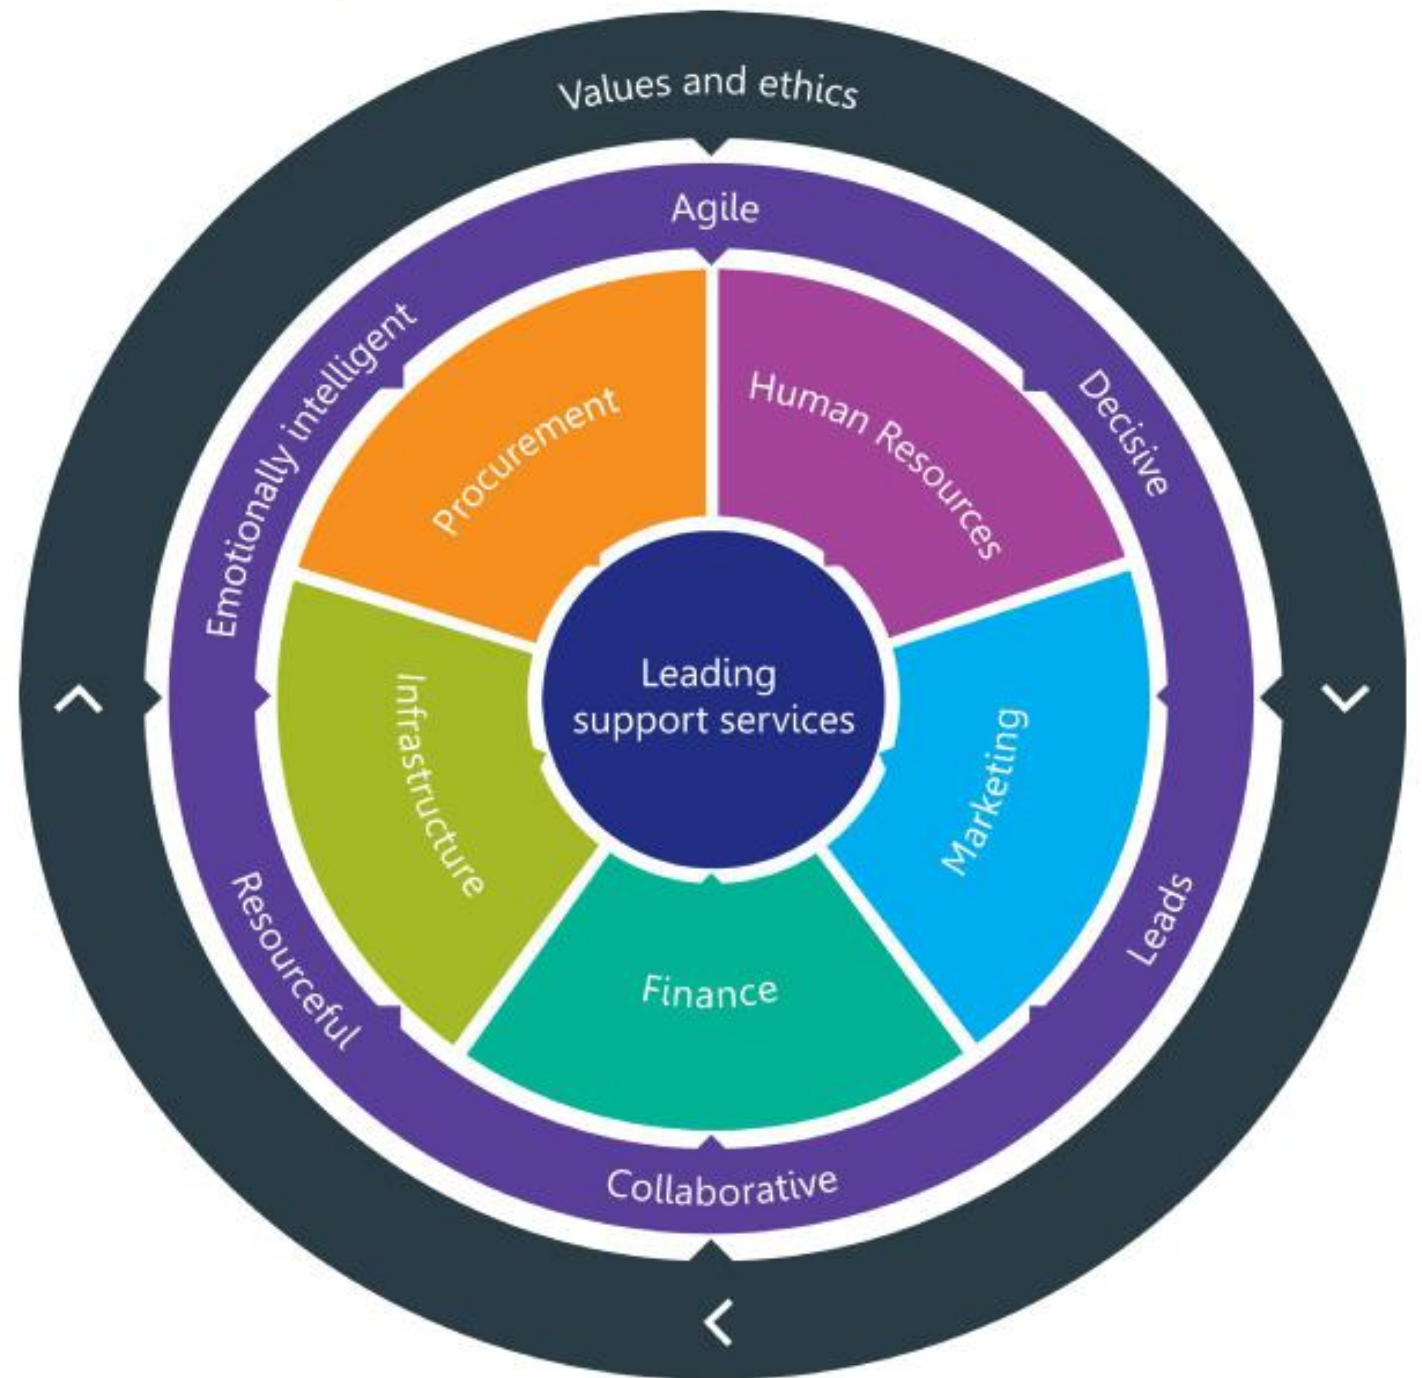 Values and ethics
Agile
Decisive
Leads
Collaborative
Resourceful
Emotionally intelligent
Human Resources
Marketing
Finance
Infrastructure
Procurement
Leading
support services